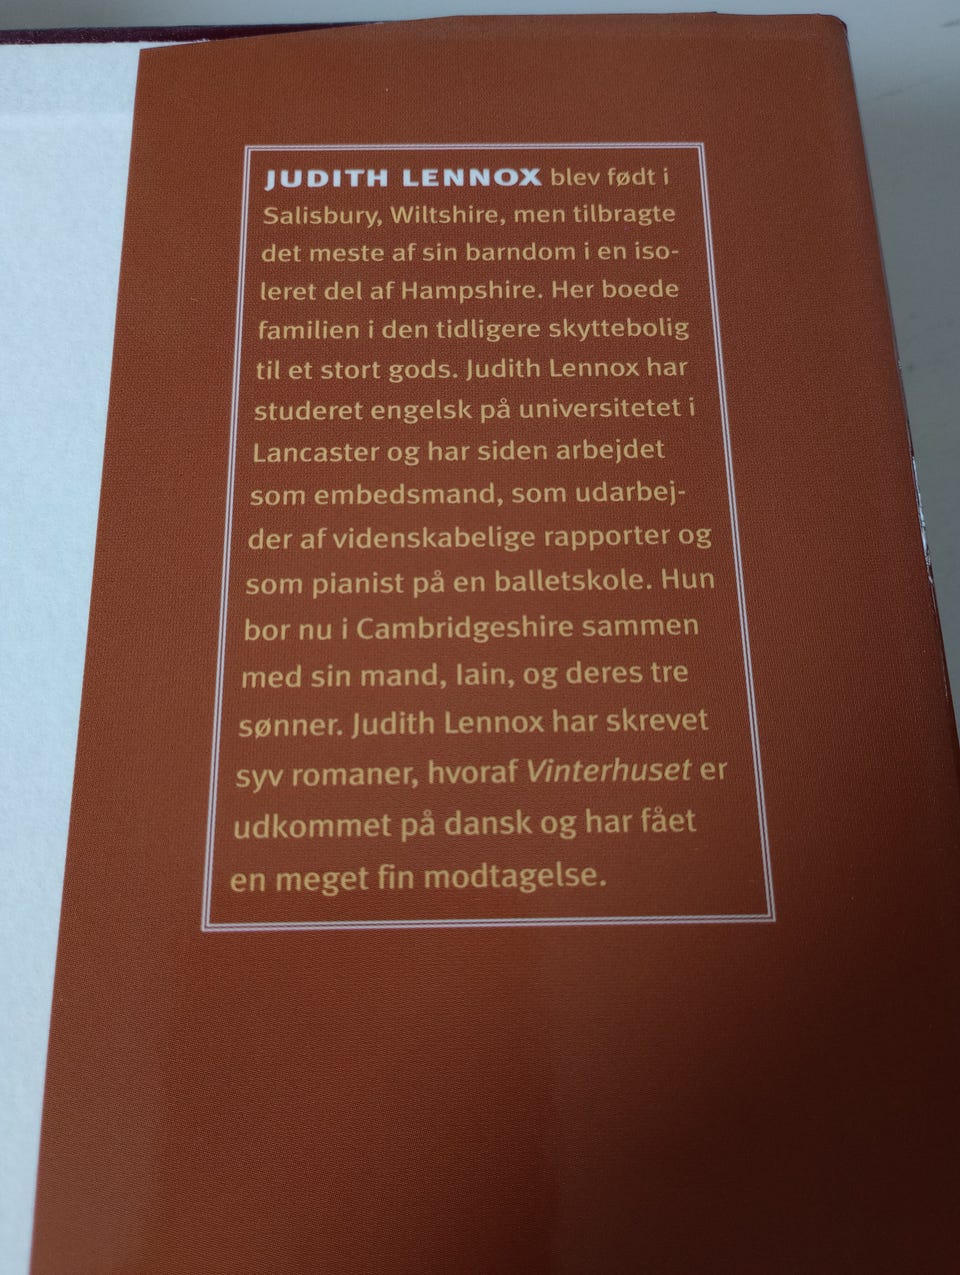 JUDITH LENNOX blev født i
Salisbury, Wiltshire, men tilbragte
det meste af sin barndom i en iso-
leret del af Hampshire. Her boede
familien i den tidligere skyttebolig
til et stort gods. Judith Lennox har
studeret engelsk på universitetet i
Lancaster og har siden arbejdet
som embedsmand, som udarbej-
der af videnskabelige rapporter og
som pianist på en balletskole. Hun
bor nu i Cambridgeshire sammen
med sin mand, Iain, og deres tre
sønner. Judith Lennox har skrevet
syv romaner, hvoraf Vinterhuset er
udkommet på dansk og har fået
en meget fin modtagelse.